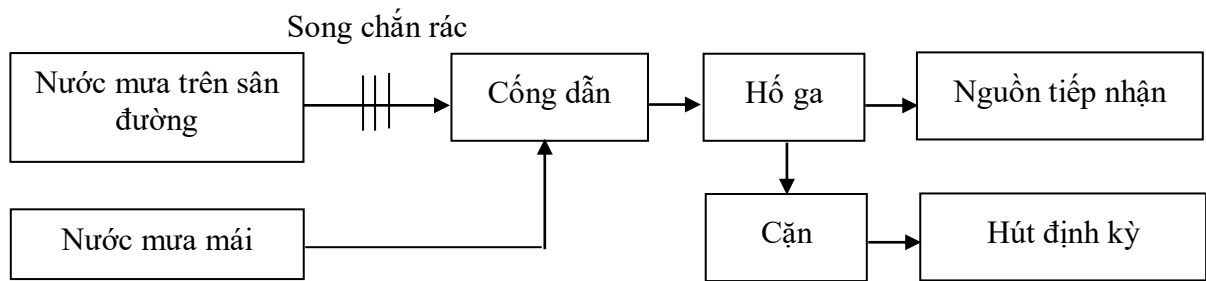 Song chắn rác
Nước mưa trên sân
đường
Cống dẫn
Hố ga
Nguồn tiếp nhận
Nước mưa mái
Cặn
Hút định kỳ